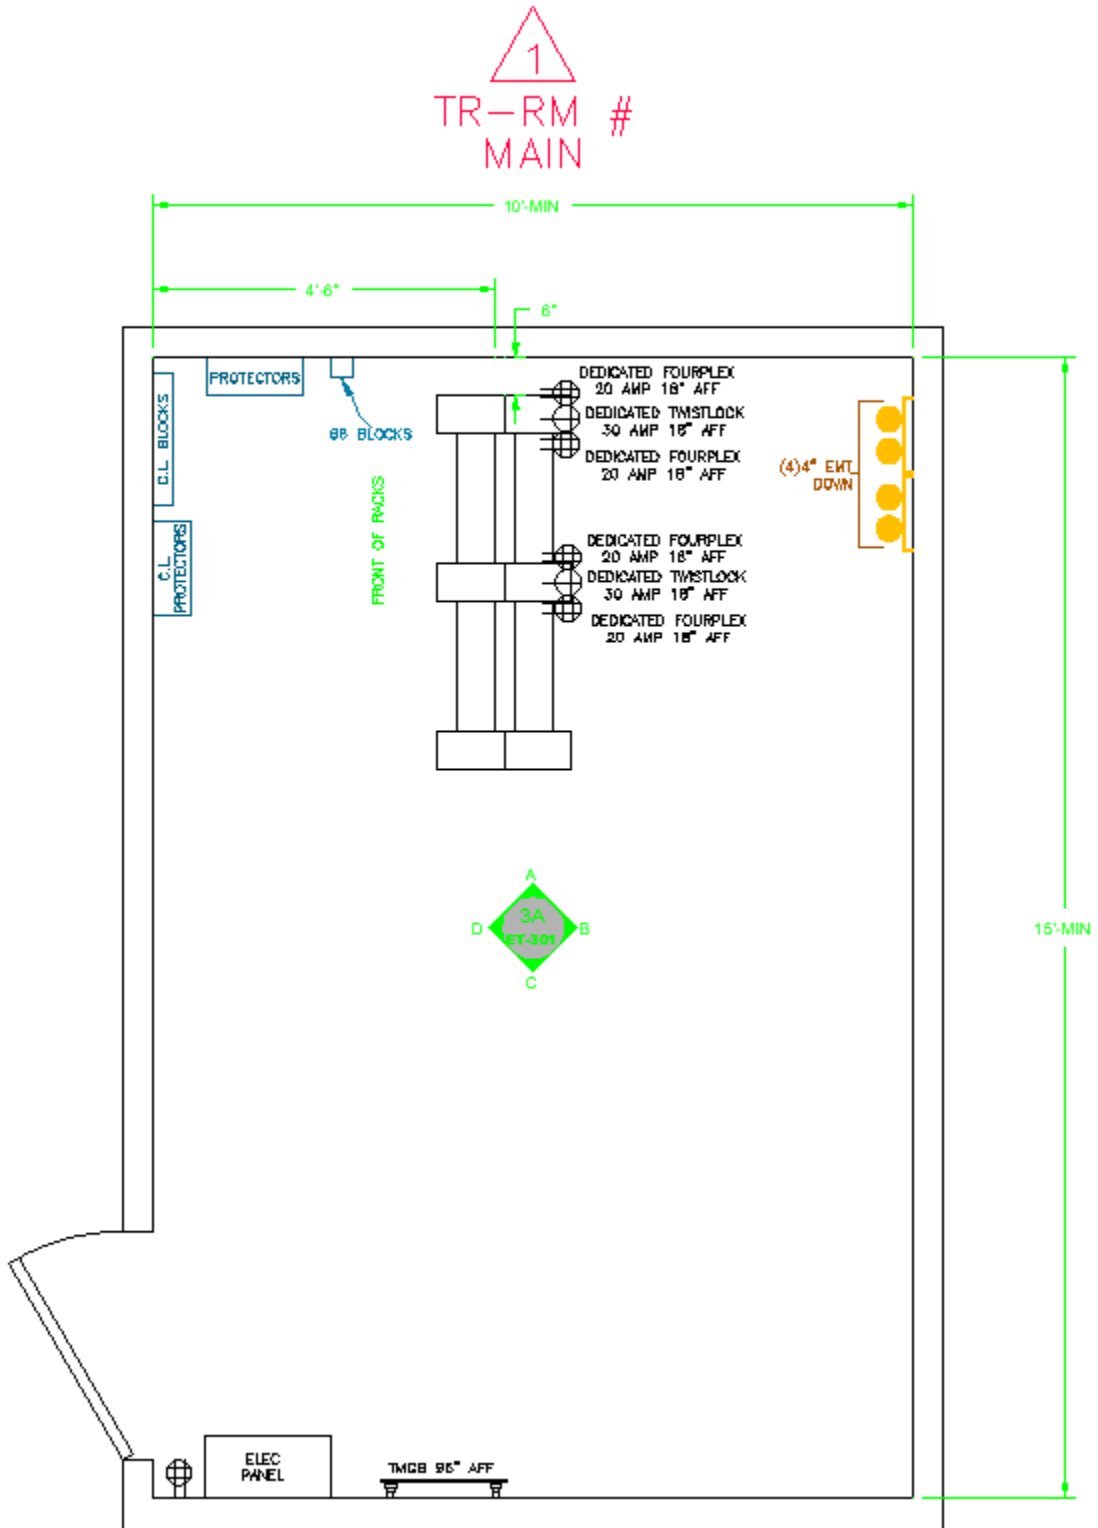 1
TR-RM #
MAIN
10'-MIN
4'-6"
6"
PROTECTORS
66 BLOCKS
C.L. BLOCKS
C.L.
PROTECTORS
FRONT OF RACKS
DEDICATED FOURPLEX
20 AMP 18" AFF
DEDICATED TWISTLOCK
30 AMP 18" AFF
DEDICATED FOURPLEX
20 AMP 18" AFF
(4)4" EMT
DOWN
DEDICATED FOURPLEX
20 AMP 18" AFF
DEDICATED TWISTLOCK
30 AMP 18" AFF
DEDICATED FOURPLEX
20 AMP 18" AFF
A
3A
D
B
ET-301
C
15'-MIN
ELEC
PANEL
TMGB 96" AFF